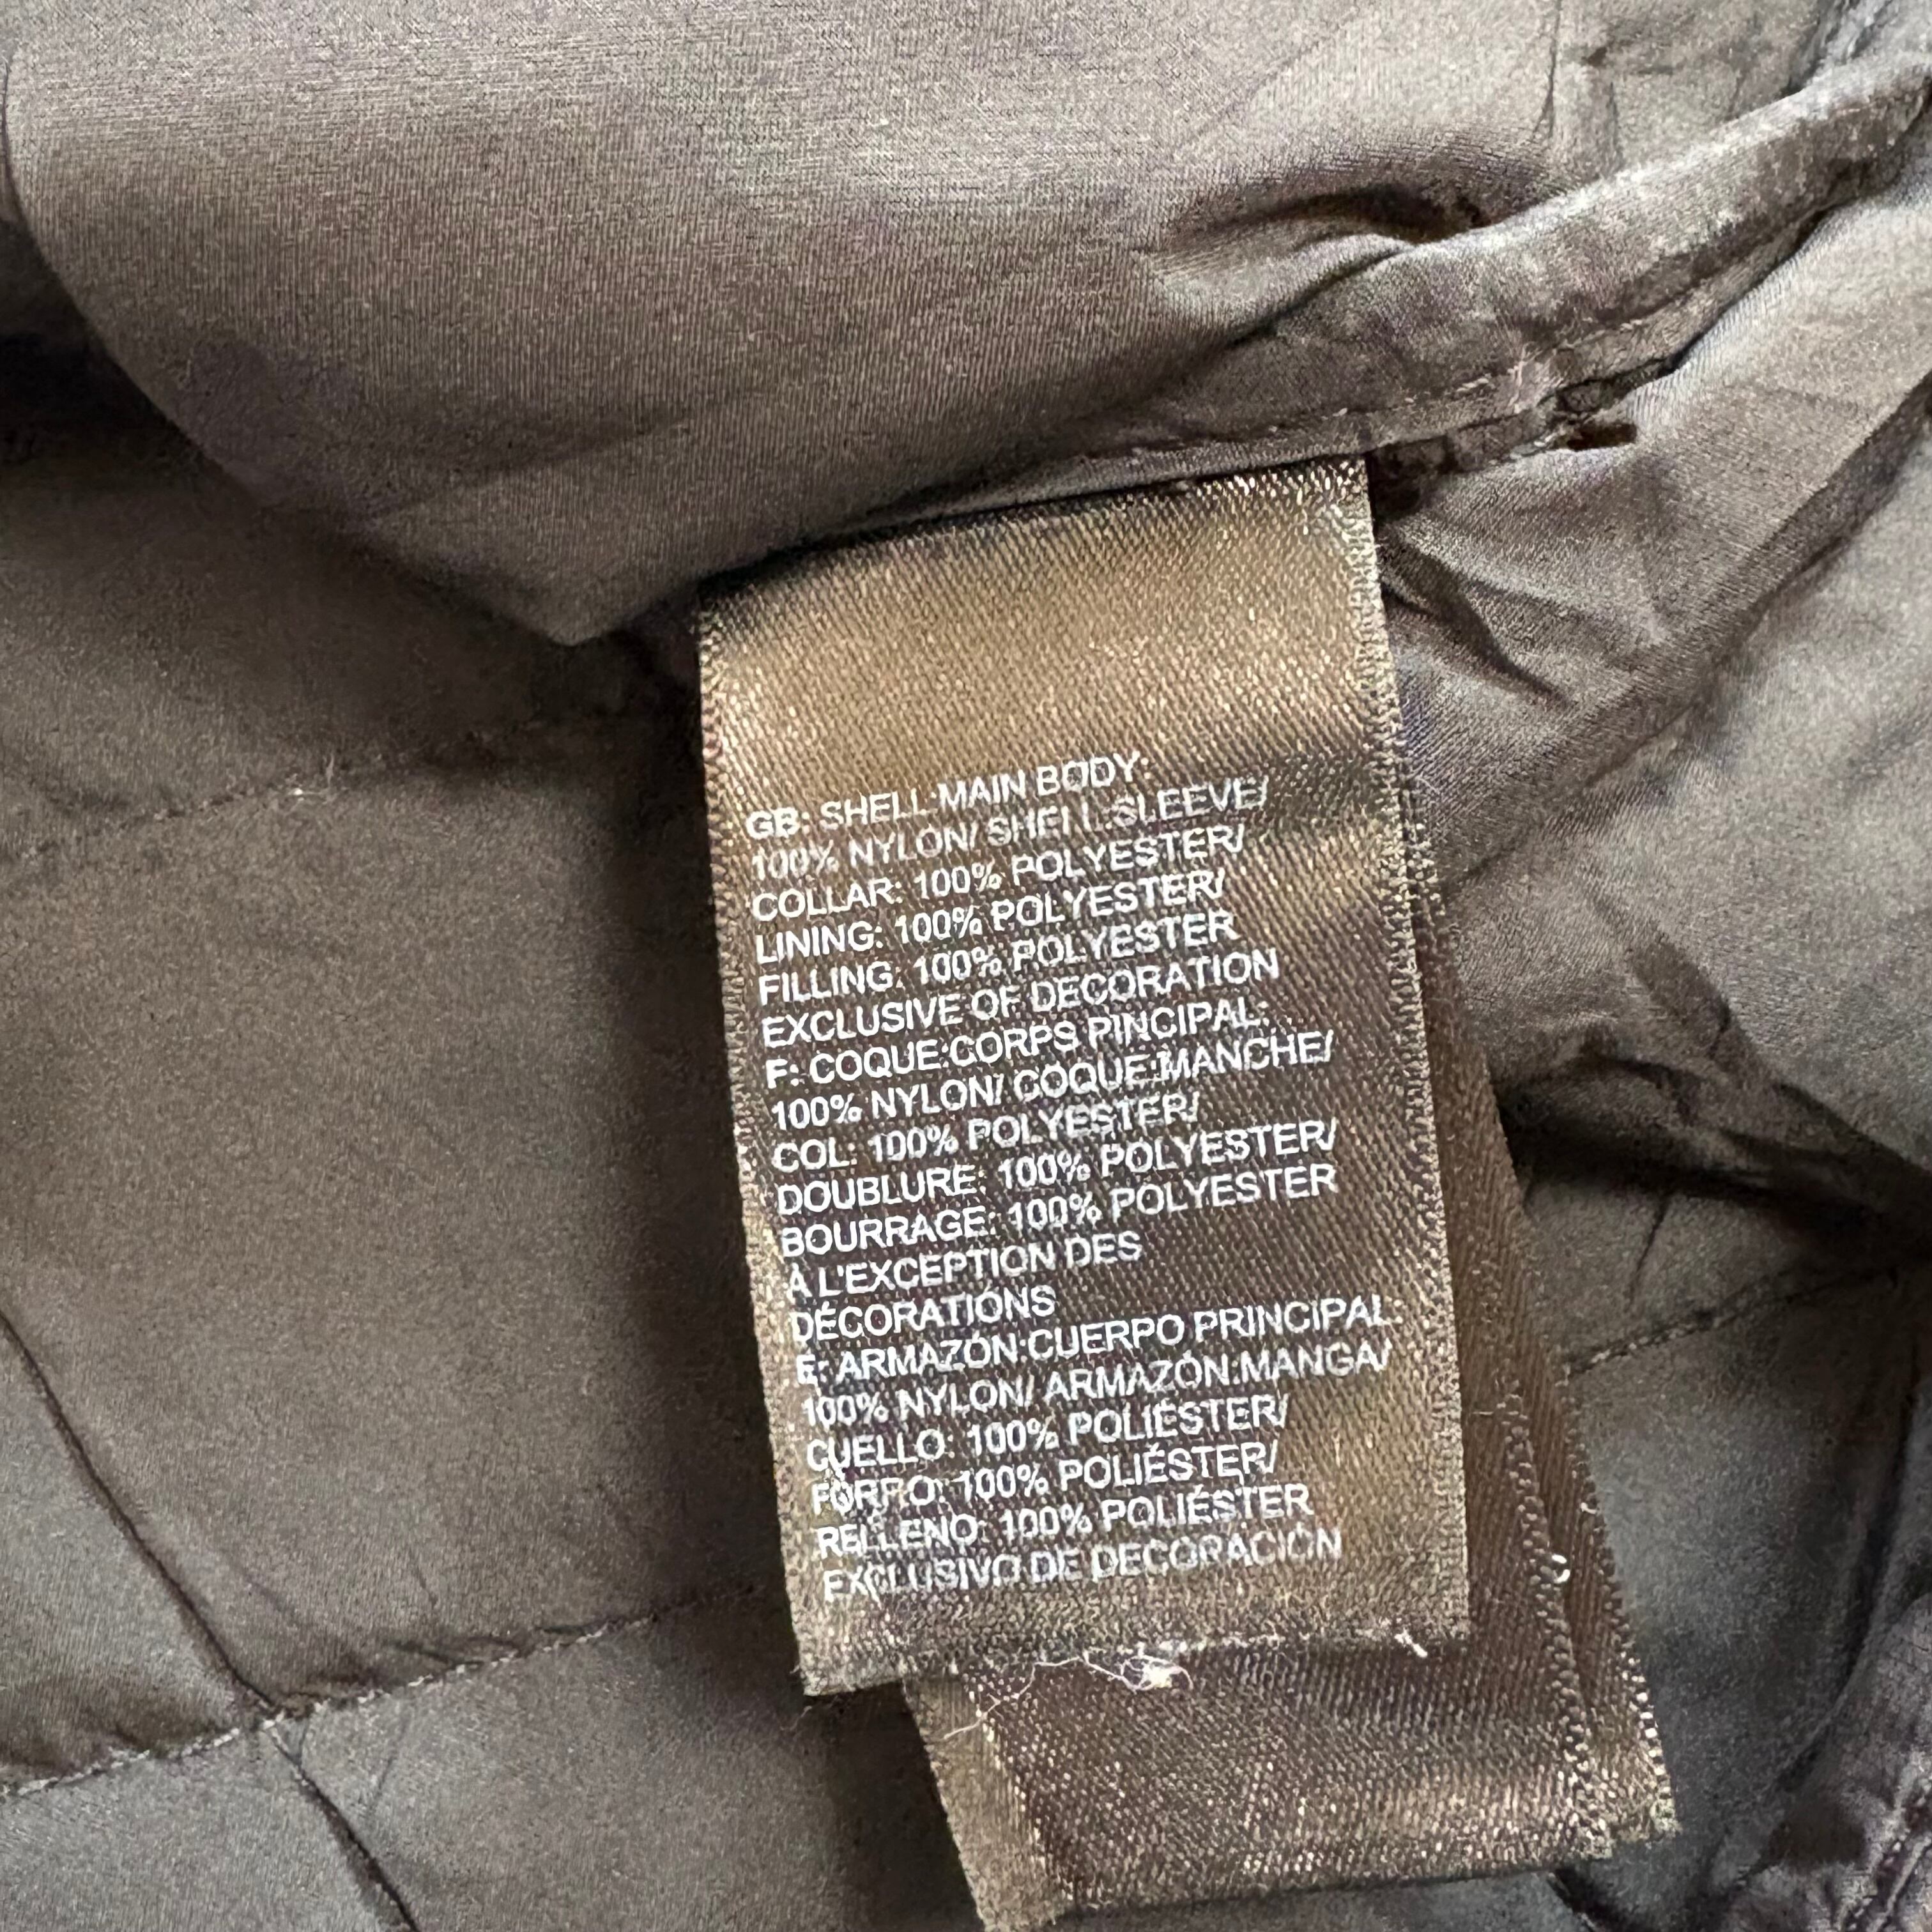 GB: SHELL:MAIN BODY:
100% NYLON/ SHELL:SLEEVE/
COLLAR: 100% POLYESTER/
LINING: 100% POLYESTER/
FILLING: 100% POLYESTER
EXCLUSIVE OF DECORATION
F: COQUE:CORPS PINCIPAL:
100% NYLON/ COQUE:MANCHE/
COL: 100% POLYESTER/
DOUBLURE: 100% POLYESTER/
BOURRAGE: 100% POLYESTER
À L'EXCEPTION DES
DÉCORATIONS
E: ARMAZÓN:CUERPO PRINCIPAL:
100% NYLON/ ARMAZÓN:MANGA/
CUELLO: 100% POLIÉSTER/
FORRO: 100% POLIÉSTER/
RELLENO: 100% POLIÉSTER
EXCLUSIVO DE DECORACIÓN